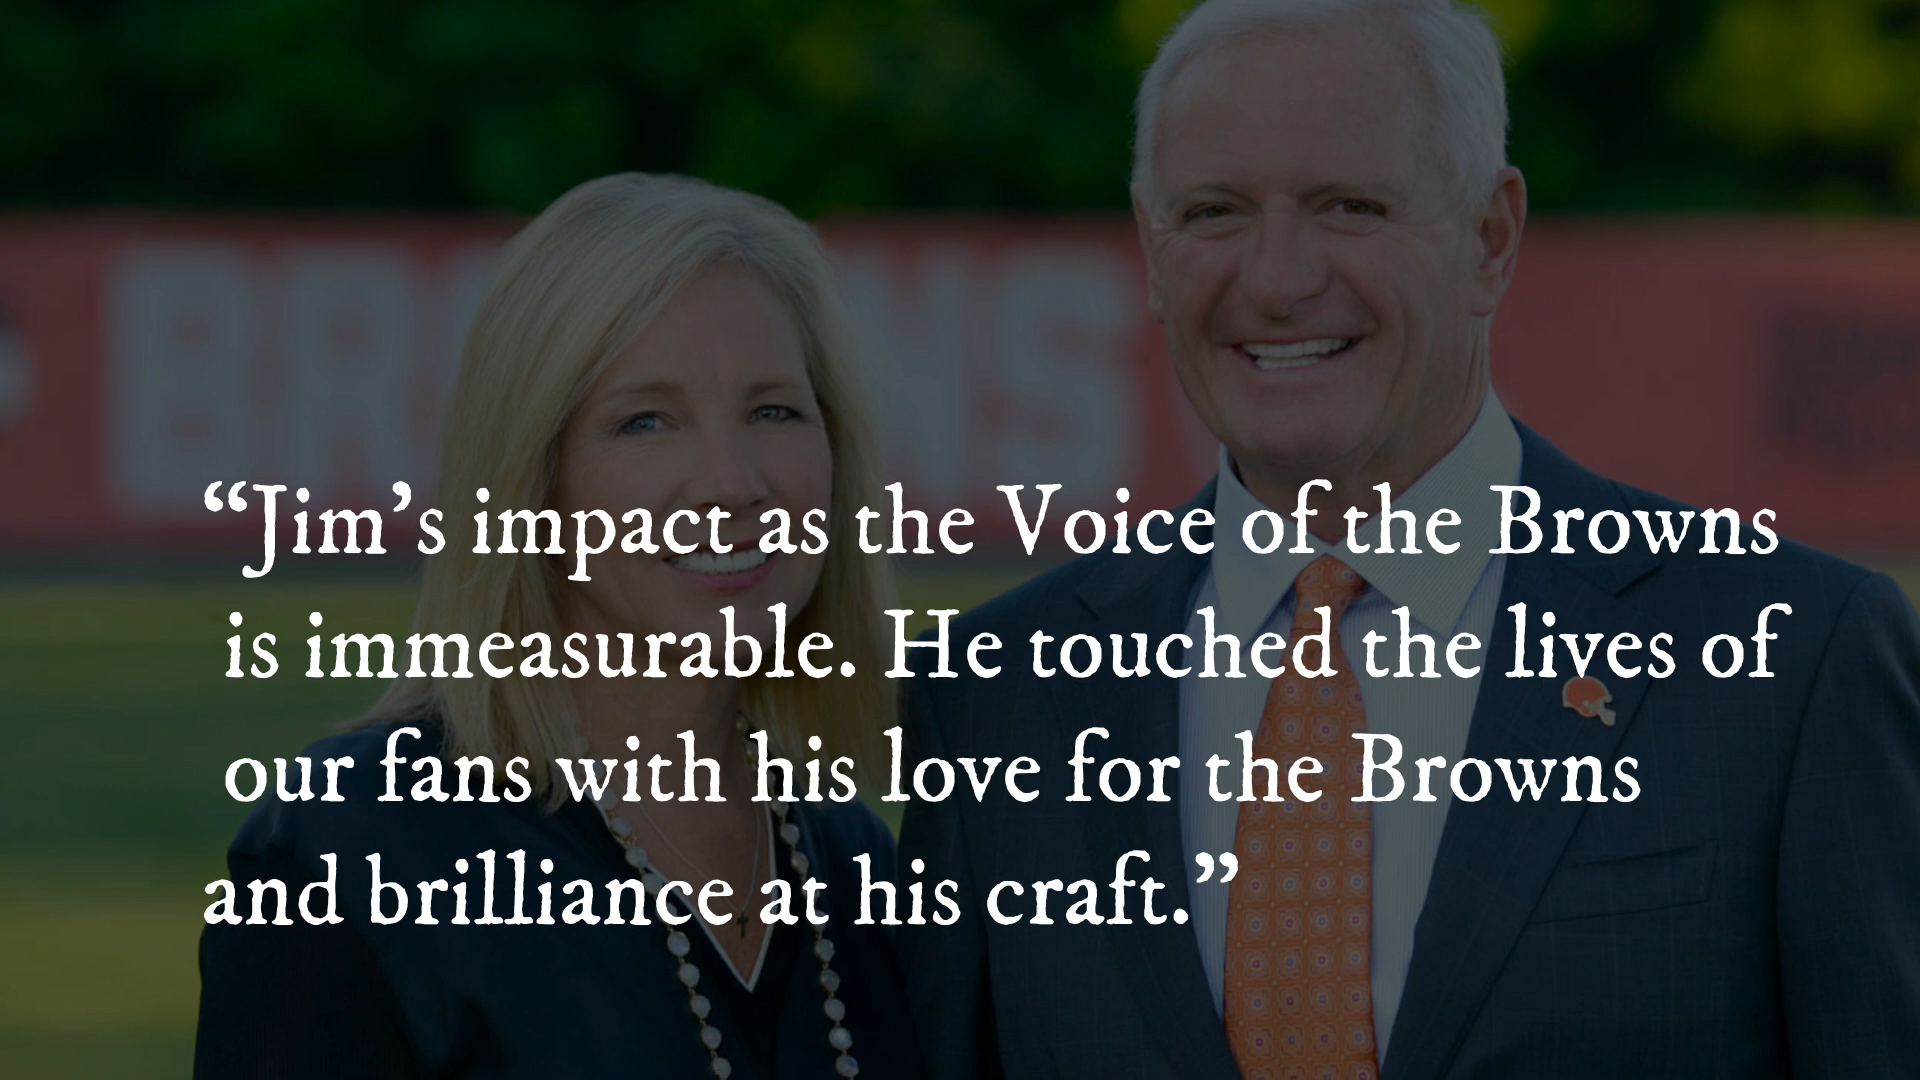 BROWNS
“Jim’s impact as the Voice of the Browns
is immeasurable. He touched the lives of
our fans with his love for the Browns
and brilliance at his craft.”